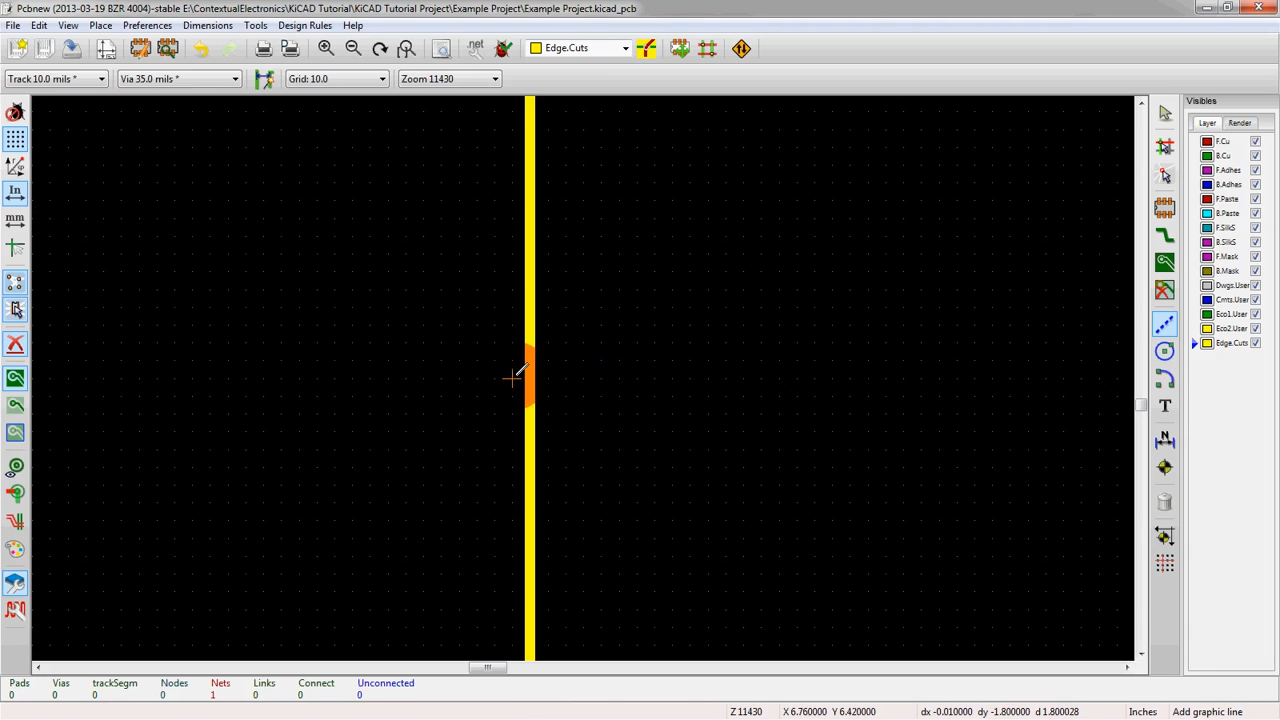 Pcbnew (2013-03-19 BZR 4004)-stable E:\ContextualElectronics\KiCAD Tutorial\KiCAD Tutorial Project\Example Project\Example Project.kicad_pcb
File Edit View Place Preferences Dimensions Tools Design Rules Help
.net Edge.Cuts
Track 10.0 mils * Via 35.0 mils * Grid: 10.0 Zoom 11430
Visibles
Layer Render
F.Cu
B.Cu
F.Adhes
B.Adhes
F.Paste
B.Paste
F.SilkS
B.SilkS
F.Mask
B.Mask
Dwgs.User
Cmts.User
Eco1.User
Eco2.User
Edge.Cuts
In
mm
T
N
Pads Vias trackSegm Nodes Nets Links Connect Unconnected
0 0 0 0 1 0 0 0
Z 11430 X 6.760000 Y 6.420000 dx -0.010000 dy -1.800000 d 1.800028 Inches Add graphic line